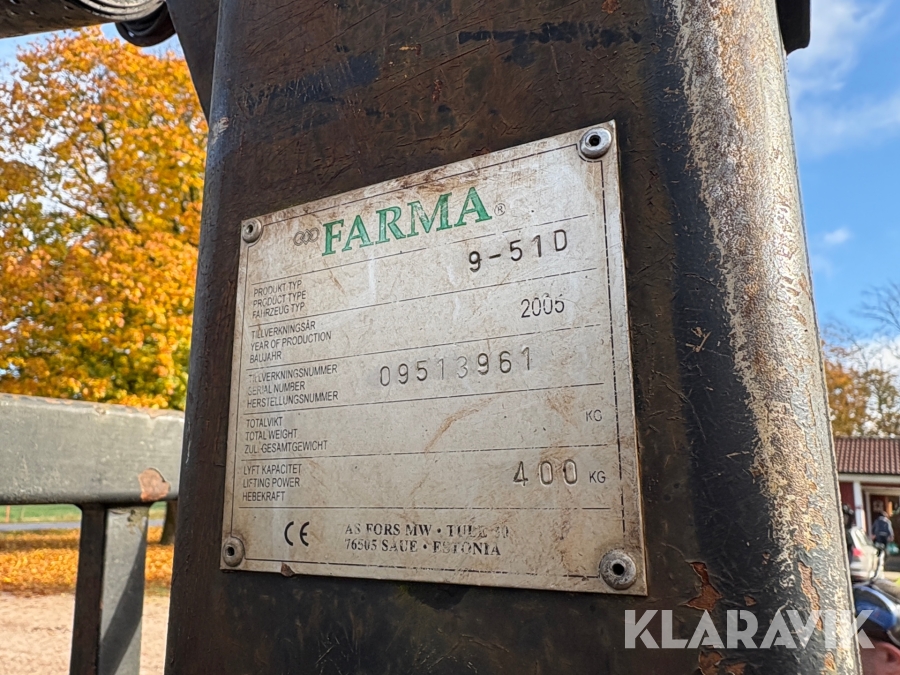 FARMA®
9-51D
PRODUKT TYP
PRODUCT TYPE
FAHRZEUG TYP
2005
TILLVERKNINGSÅR
YEAR OF PRODUCTION
BAUJAHR
TILLVERKNINGSNUMMER
SERIAL NUMBER
HERSTELLUNGSNUMMER
09513961
TOTALVIKT
TOTAL WEIGHT
ZUL.-GESAMTGEWICHT
KG
LYFT KAPACITET
LIFTING POWER
HEBEKRAFT
400 KG
CE
AS FORS MW • TULE 30
76505 SAUE • ESTONIA
KLARAVIK